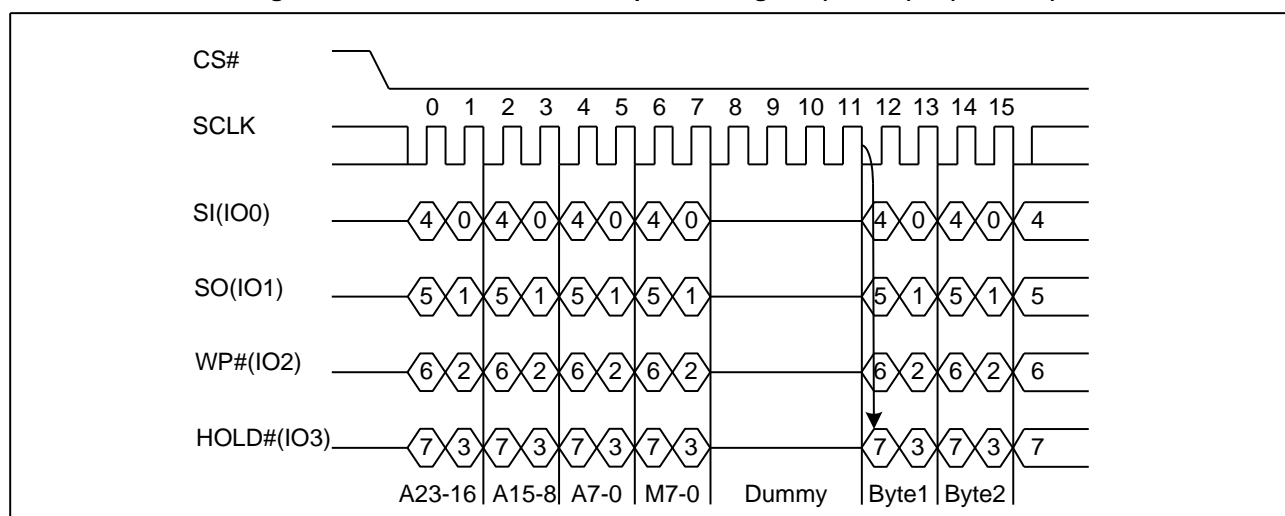 CS#
0 1 2 3 4 5 6 7 8 9 10 11 12 13 14 15
SCLK
SI(IO0) 4 0 4 0 4 0 4 0 4 0 4 0 4
SO(IO1) 5 1 5 1 5 1 5 1 5 1 5 1 5
WP#(IO2) 6 2 6 2 6 2 6 2 6 2 6 2 6
HOLD#(IO3) 7 3 7 3 7 3 7 3 7 3 7 3 7
A23-16 A15-8 A7-0 M7-0 Dummy Byte1 Byte2